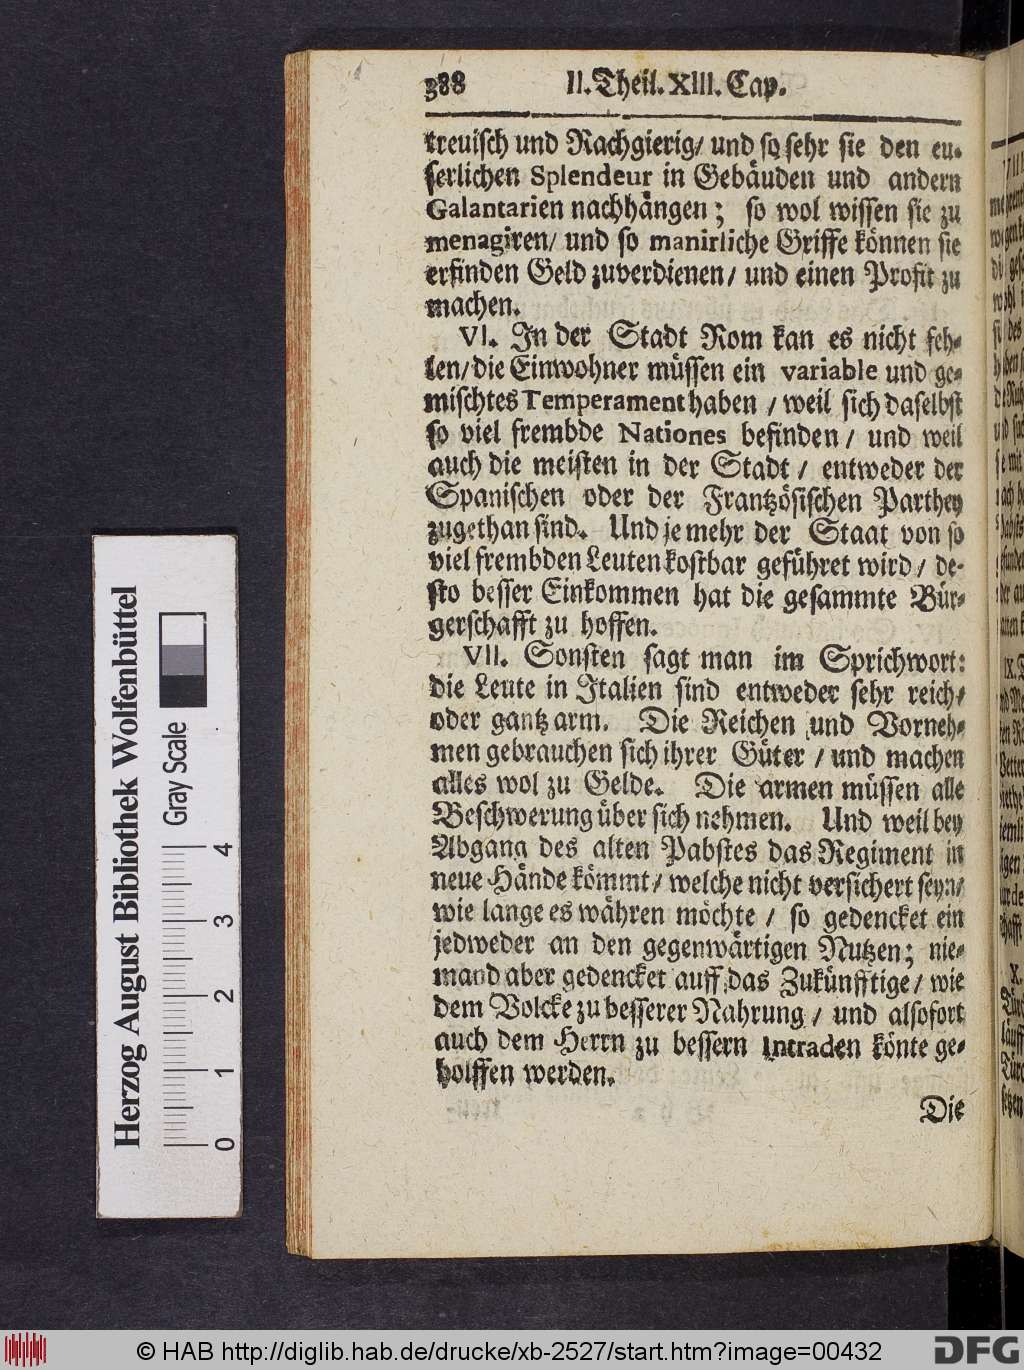 388 II. Theil. XIII. Cap.
treuisch und Rachgierig/ und so sehr sie den eu-
serlichen Splendeur in Gebäuden und andern
Galantarien nachhängen; so wol wissen sie zu
menagiren/ und so manirliche Griffe können sie
erfinden Geld zuverdienen/ und einen Profit zu
machen.
VI. In der Stadt Rom kan es nicht feh-
len/ die Einwohner müssen ein variable und ge-
mischtes Temperament haben / weil sich daselbst
so viel frembde Nationes befinden / und weil
auch die meisten in der Stadt / entweder der
Spanischen oder der Frantzösischen Parthey
zugethan sind. Und je mehr der Staat von so
viel frembden Leuten kostbar geführet wird / de-
sto besser Einkommen hat die gesammte Bür-
gerschafft zu hoffen.
VII. Sonsten sagt man im Sprichwort:
die Leute in Italien sind entweder sehr reich/
oder gantz arm. Die Reichen und Vorneh-
men gebrauchen sich ihrer Güter / und machen
alles wol zu Gelde. Die armen müssen alle
Beschwerung über sich nehmen. Und weil bey
Abgang des alten Pabstes das Regiment in
neue Hände kömmt / welche nicht versichert seyn/
wie lange es währen möchte / so gedencket ein
jedweder an den gegenwärtigen Nutzen; nie-
mand aber gedencket auff das Zukünfftige / wie
dem Volcke zu besserer Nahrung / und alsofort
auch dem Herrn zu bessern Intraden könte ge-
holffen werden.
Die
Herzog August Bibliothek Wolfenbüttel
Gray Scale
0 1 2 3 4
© HAB http://diglib.hab.de/drucke/xb-2527/start.htm?image=00432
DFG